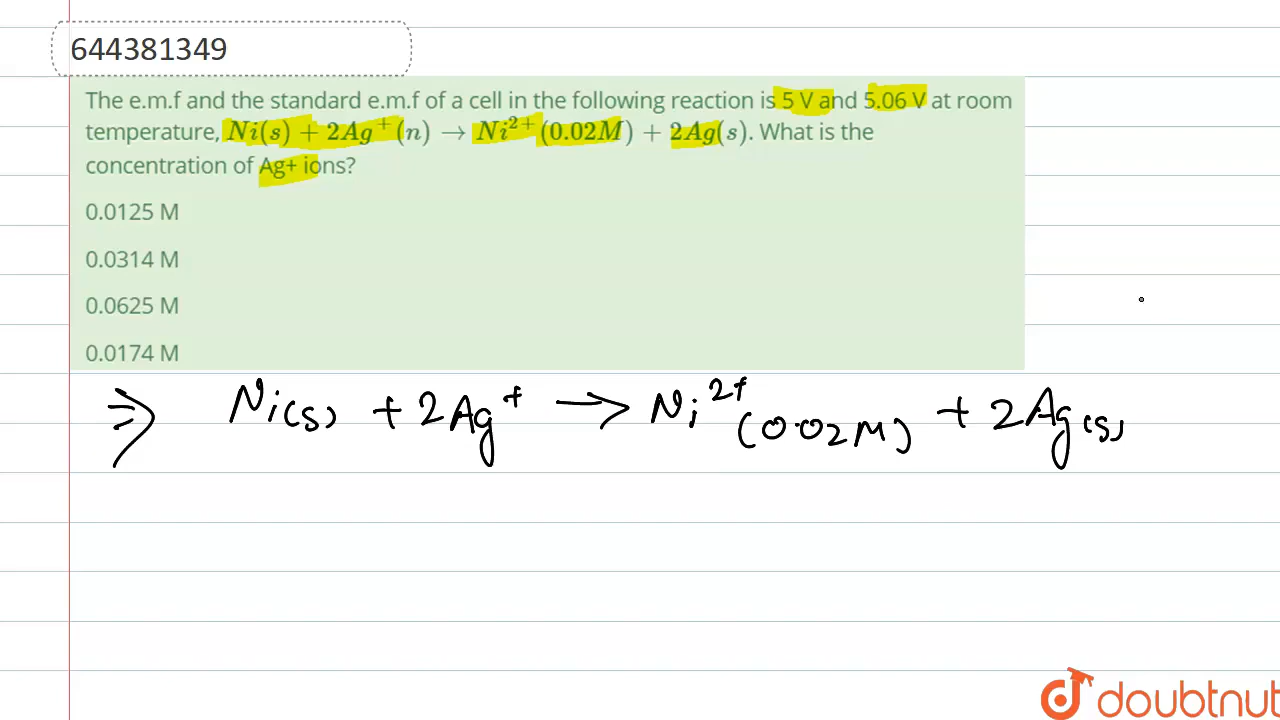 644381349
The e.m.f and the standard e.m.f of a cell in the following reaction is 5 V and 5.06 V at room
temperature, Ni(s) + 2Ag⁺(n) → Ni²⁺(0.02M) + 2Ag(s). What is the
concentration of Ag+ ions?
0.0125 M
0.0314 M
0.0625 M
0.0174 M
⇒ Ni(s) + 2Ag⁺ → Ni²⁺(0.02M) + 2Ag(s)
doubtnut